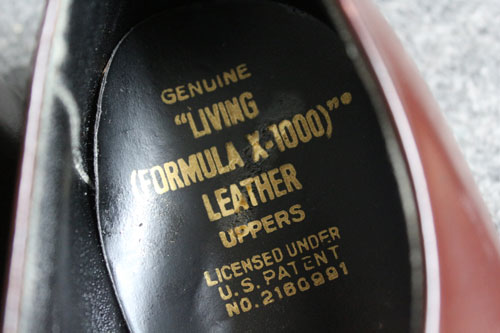 GENUINE
"LIVING
(FORMULA X-1000)"•
LEATHER
UPPERS
LICENSED UNDER
U.S. PATENT
NO. 2160991